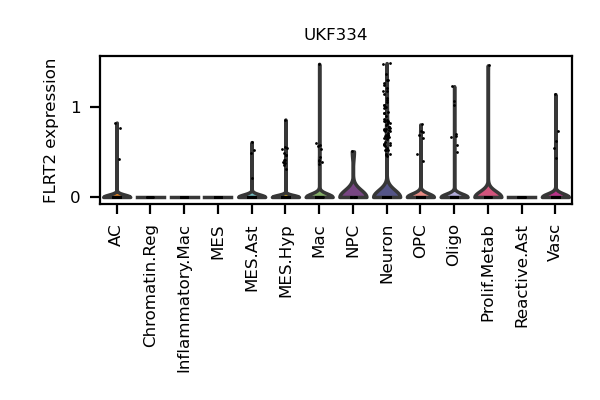 UKF334
FLRT2 expression
1
0
AC
Chromatin.Reg
Inflammatory.Mac
MES
MES.Ast
MES.Hyp
Mac
NPC
Neuron
OPC
Oligo
Prolif.Metab
Reactive.Ast
Vasc